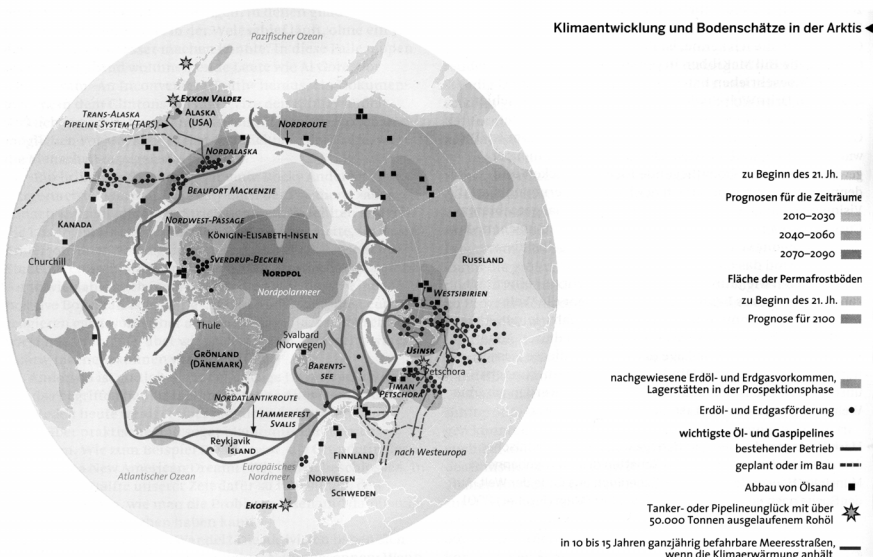 Klimaentwicklung und Bodenschätze in der Arktis
Pazifischer Ozean
EXXON VALDEZ
ALASKA
(USA)
TRANS-ALASKA
PIPELINE SYSTEM (TAPS)
NORDROUTE
NORDALASKA
BEAUFORT MACKENZIE
KANADA
NORDWEST-PASSAGE
KÖNIGIN-ELISABETH-INSELN
Churchill
SVERDRUP-BECKEN
NORDPOL
RUSSLAND
Nordpolarmeer
WESTSIBIRIEN
Thule
Svalbard
(Norwegen)
GRÖNLAND
(DÄNEMARK)
BARENTS-
SEE
USINSK
Petschora
TIMAN
PETSCHORA
NORDATLANTIKROUTE
HAMMERFEST
SVALIS
Reykjavik
ISLAND
FINNLAND
nach Westeuropa
Atlantischer Ozean
Europäisches
Nordmeer
NORWEGEN
SCHWEDEN
EKOFISK
zu Beginn des 21. Jh.
Prognosen für die Zeiträume
2010–2030
2040–2060
2070–2090
Fläche der Permafrostböden
zu Beginn des 21. Jh.
Prognose für 2100
nachgewiesene Erdöl- und Erdgasvorkommen,
Lagerstätten in der Prospektionsphase
Erdöl- und Erdgasförderung
wichtigste Öl- und Gaspipelines
bestehender Betrieb
geplant oder im Bau
Abbau von Ölsand
Tanker- oder Pipelineunglück mit über
50.000 Tonnen ausgelaufenem Rohöl
in 10 bis 15 Jahren ganzjährig befahrbare Meeresstraßen,
wenn die Klimaerwärmung anhält